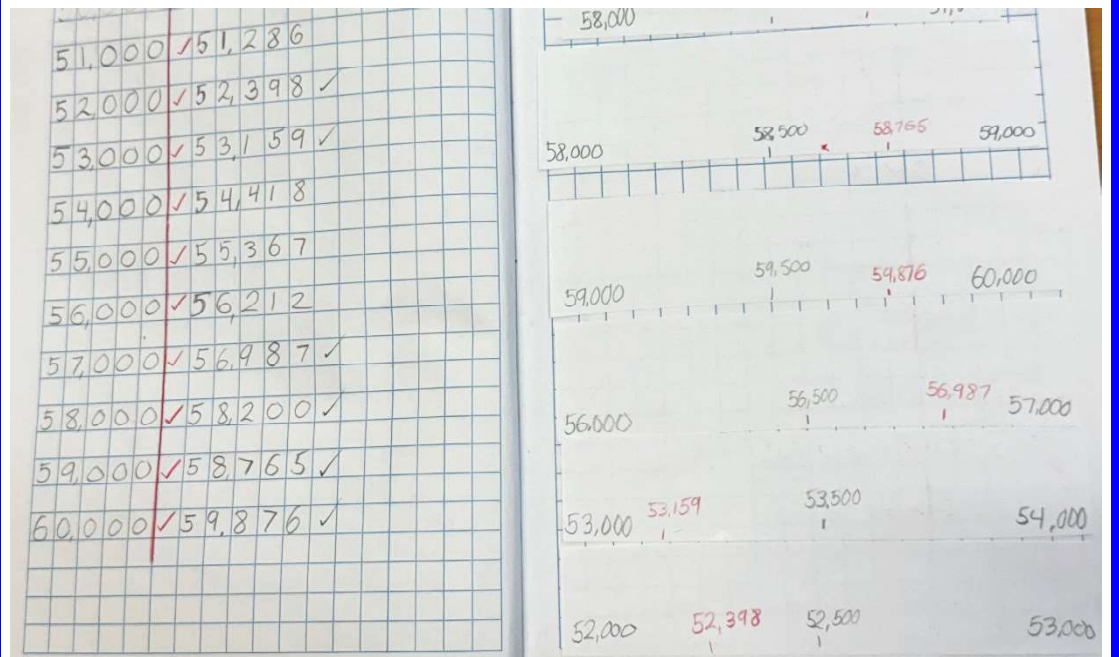 51,000 ✓ 51,286
52,000 ✓ 52,398 ✓
53,000 ✓ 53,159 ✓
54,000 ✓ 54,418
55,000 ✓ 55,367
56,000 ✓ 56,212
57,000 ✓ 56,987 ✓
58,000 ✓ 58,200 ✓
59,000 ✓ 58,765 ✓
60,000 ✓ 59,876 ✓
58,000
58,000 58,500 58,765 59,000
59,000 59,500 59,876 60,000
56,000 56,500 56,987 57,000
53,000 53,159 53,500 54,000
52,000 52,398 52,500 53,000